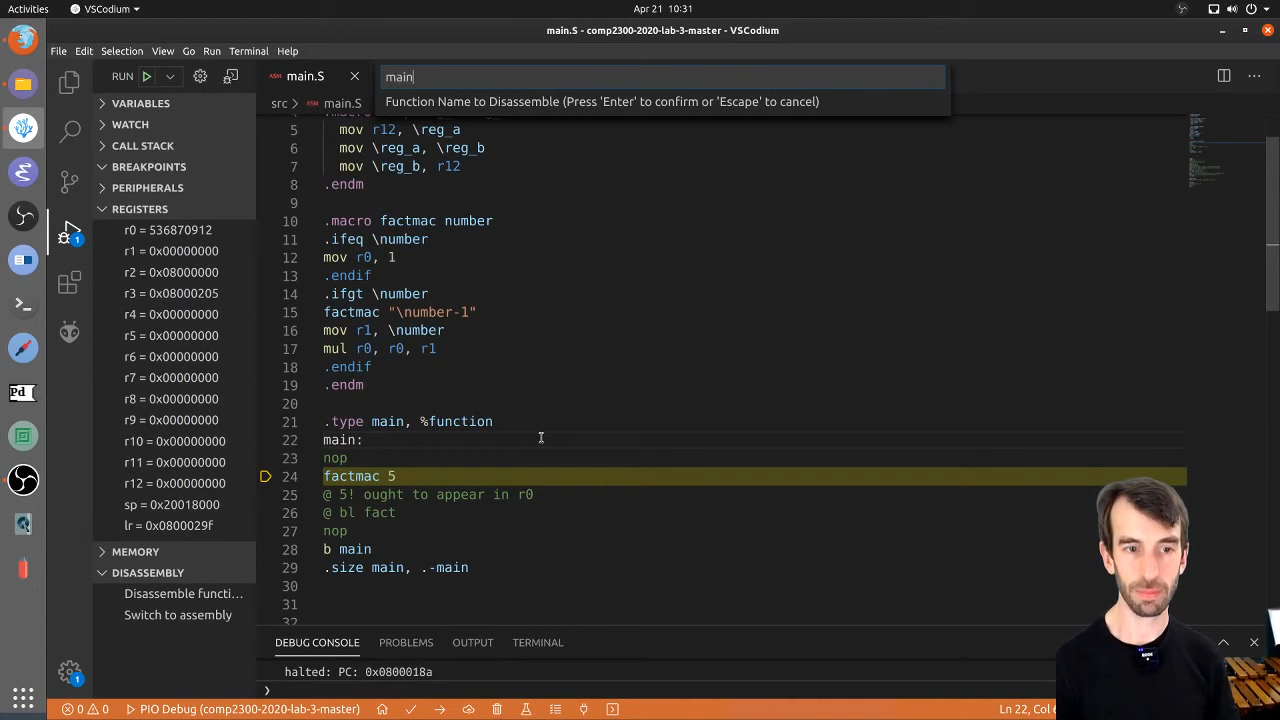 Activities
VSCodium
Apr 21 10:31
main.S - comp2300-2020-lab-3-master - VSCodium
File Edit Selection View Go Run Terminal Help
RUN
ASM main.S
main
src > ASM main.S
Function Name to Disassemble (Press 'Enter' to confirm or 'Escape' to cancel)
VARIABLES
WATCH
CALL STACK
BREAKPOINTS
PERIPHERALS
REGISTERS
r0 = 536870912
r1 = 0x00000000
r2 = 0x08000000
r3 = 0x08000205
r4 = 0x00000000
r5 = 0x00000000
r6 = 0x00000000
r7 = 0x00000000
r8 = 0x00000000
r9 = 0x00000000
r10 = 0x00000000
r11 = 0x00000000
r12 = 0x00000000
sp = 0x20018000
lr = 0x0800029f
MEMORY
DISASSEMBLY
Disassemble functi...
Switch to assembly
1
1
5 mov r12, \reg_a
6 mov \reg_a, \reg_b
7 mov \reg_b, r12
8 .endm
9
10 .macro factmac number
11 .ifeq \number
12 mov r0, 1
13 .endif
14 .ifgt \number
15 factmac "\number-1"
16 mov r1, \number
17 mul r0, r0, r1
18 .endif
19 .endm
20
21 .type main, %function
22 main:
23 nop
24 factmac 5
25 @ 5! ought to appear in r0
26 @ bl fact
27 nop
28 b main
29 .size main, .-main
30
31
32
DEBUG CONSOLE PROBLEMS OUTPUT TERMINAL
halted: PC: 0x0800018a
Pd
RODE
0 0 PIO Debug (comp2300-2020-lab-3-master)
Ln 22, Col